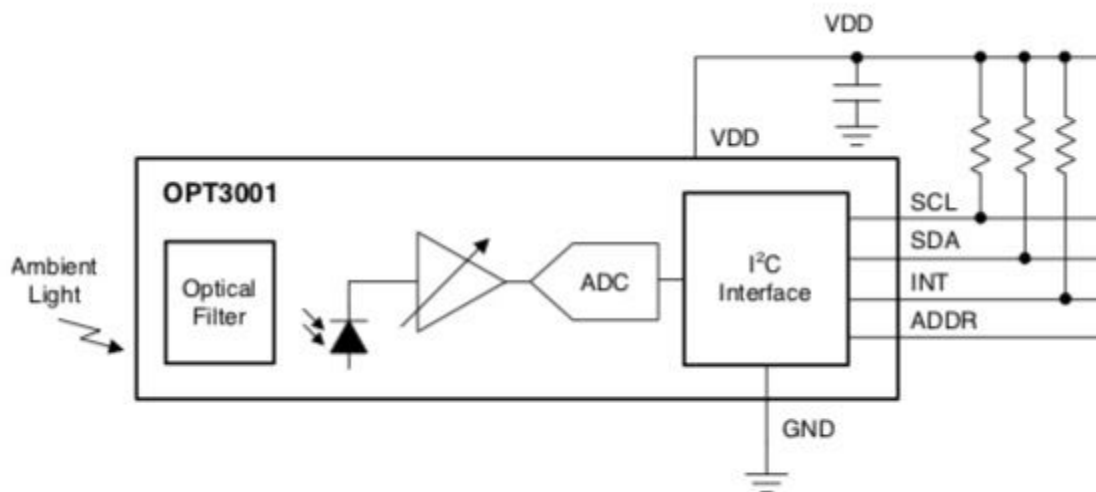 VDD
VDD
OPT3001
SCL
SDA
INT
ADDR
Ambient
Light
Optical
Filter
ADC
I²C
Interface
GND